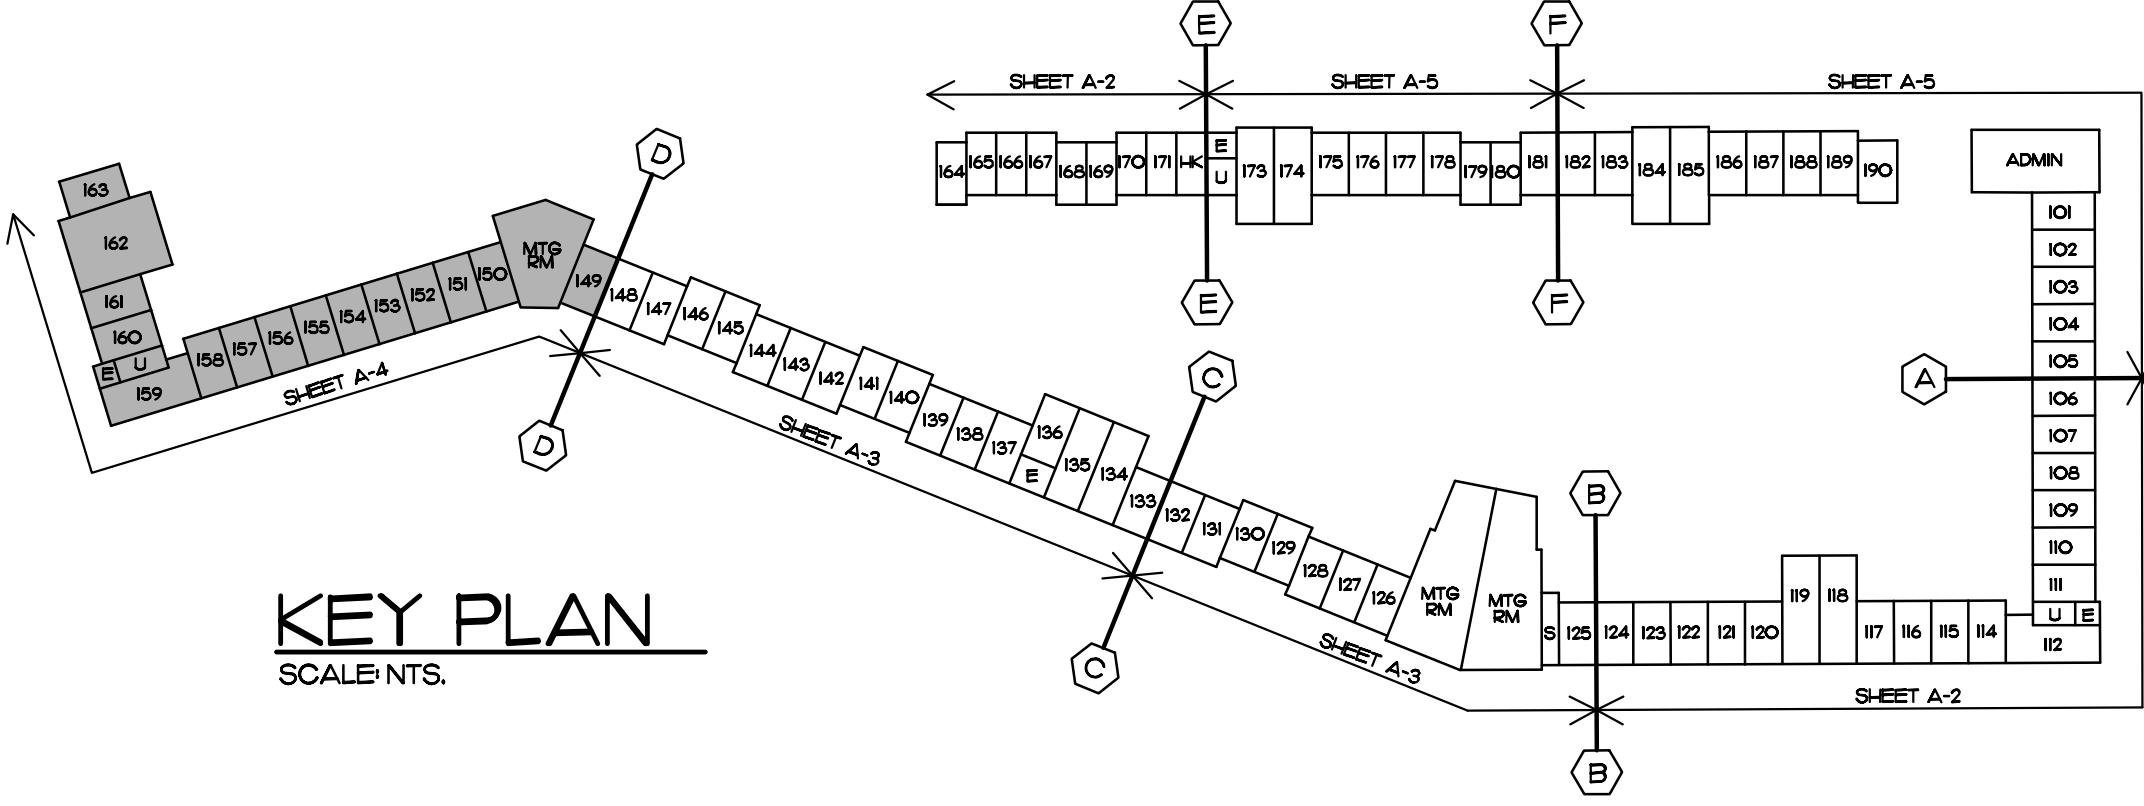 E
F
SHEET A-2
SHEET A-5
SHEET A-5
164
165
166
167
168
169
170
171
HK
E
U
173
174
175
176
177
178
179
180
181
182
183
184
185
186
187
188
189
190
E
F
ADMIN
101
102
103
104
105
A
106
107
108
109
110
111
U
E
112
114
115
116
117
118
119
120
121
122
123
124
125
S
B
B
SHEET A-2
MTG
RM
MTG
RM
126
127
128
129
130
131
132
133
C
C
SHEET A-3
134
135
136
E
137
138
139
140
141
142
143
144
145
146
147
148
SHEET A-3
D
D
149
MTG
RM
150
151
152
153
154
155
156
157
158
159
E
U
160
161
162
163
SHEET A-4
KEY PLAN
SCALE: NTS.